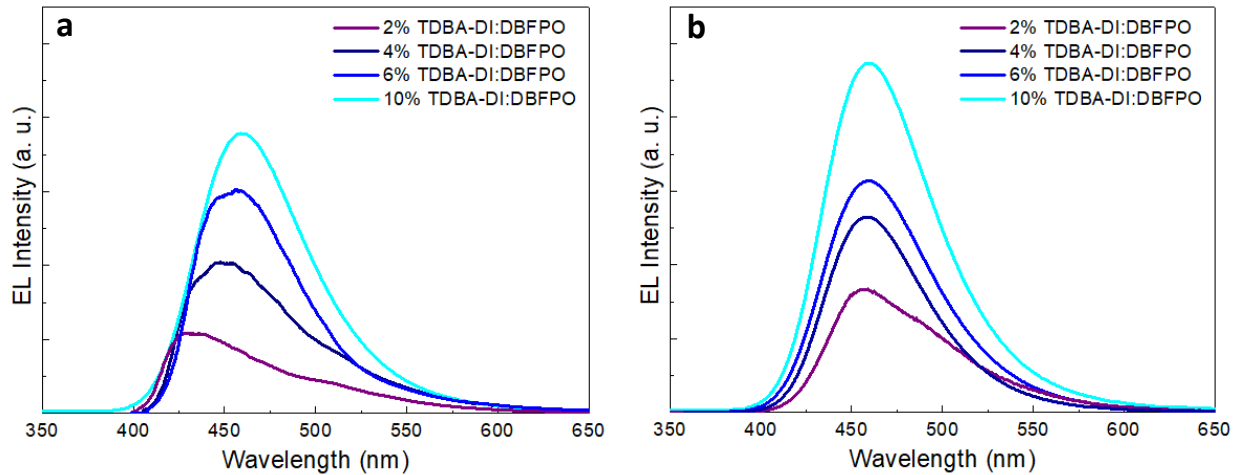 a
2% TDBA-DI:DBFPO
4% TDBA-DI:DBFPO
6% TDBA-DI:DBFPO
10% TDBA-DI:DBFPO
EL Intensity (a. u.)
350 400 450 500 550 600 650
Wavelength (nm)
b
2% TDBA-DI:DBFPO
4% TDBA-DI:DBFPO
6% TDBA-DI:DBFPO
10% TDBA-DI:DBFPO
EL Intensity (a. u.)
350 400 450 500 550 600 650
Wavelength (nm)